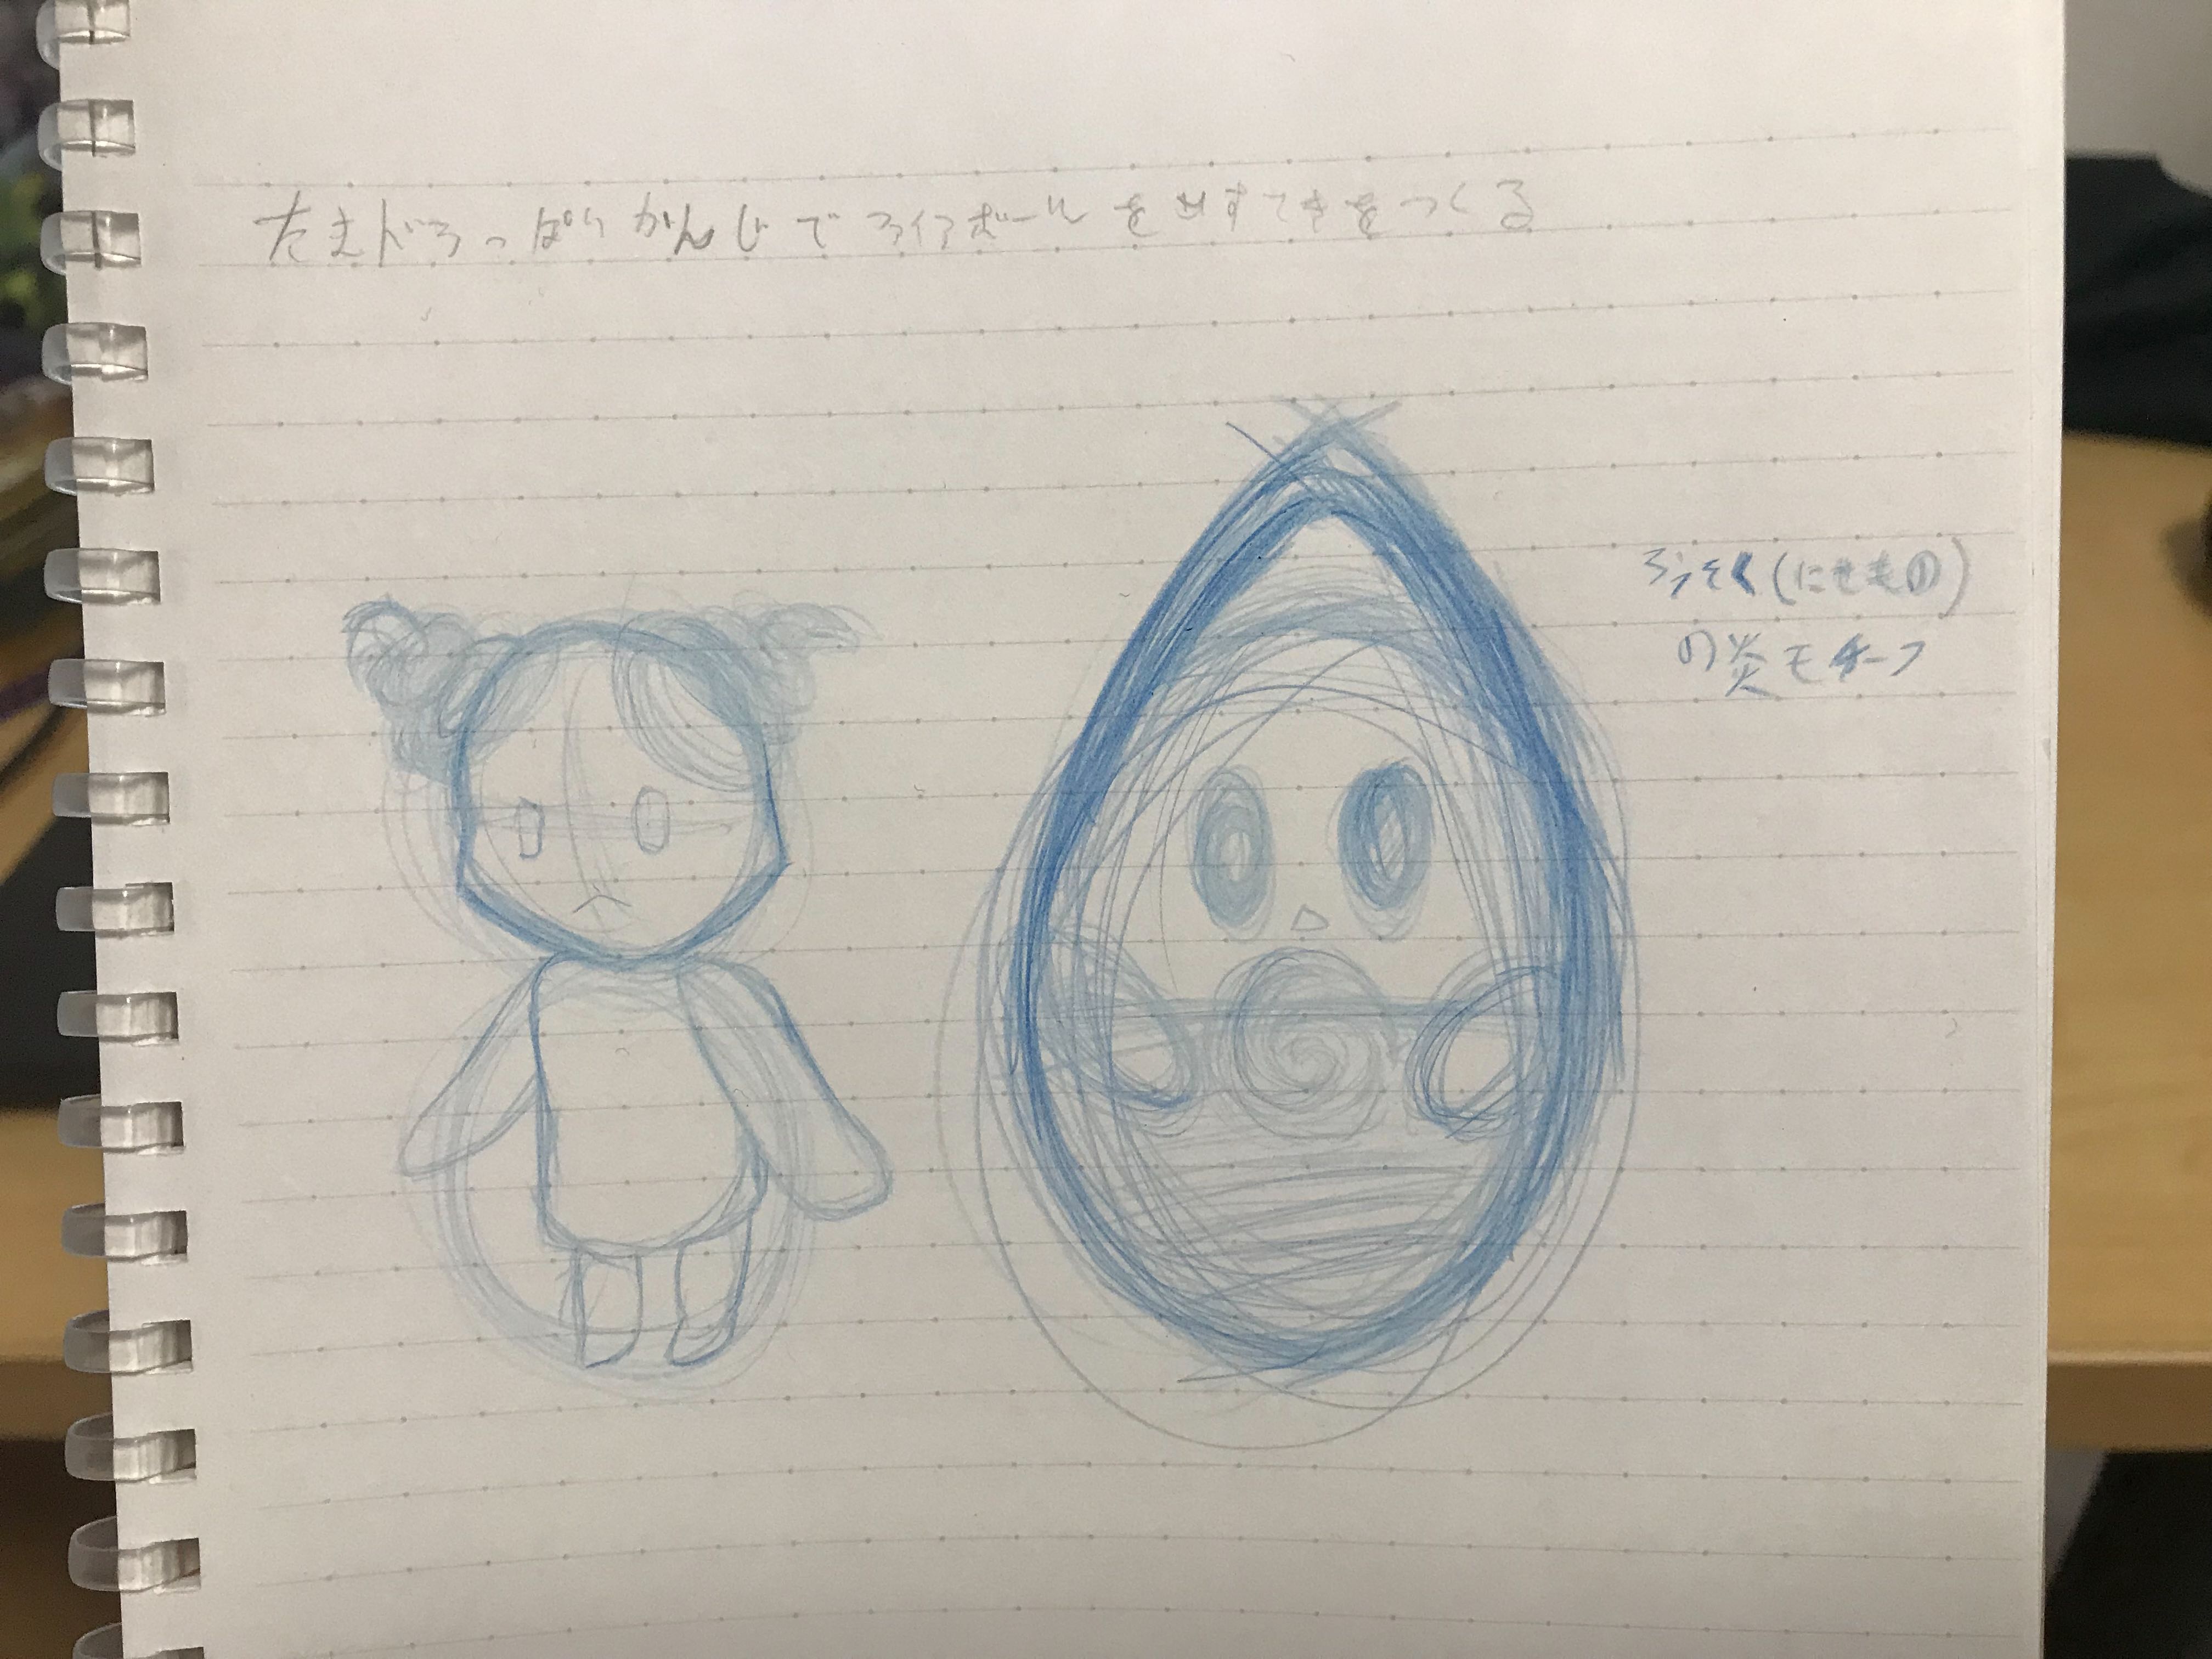 たまドラっぽいかんじでファイアボールを出すてきをつくる
ろうそく(にせもの)
の炎モチーフ